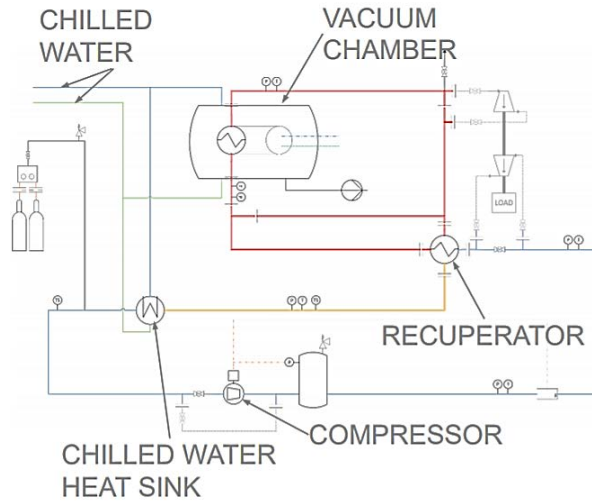 CHILLED
WATER
VACUUM
CHAMBER
P T
LOAD
P T
RECUPERATOR
P T
P
P T
COMPRESSOR
CHILLED WATER
HEAT SINK